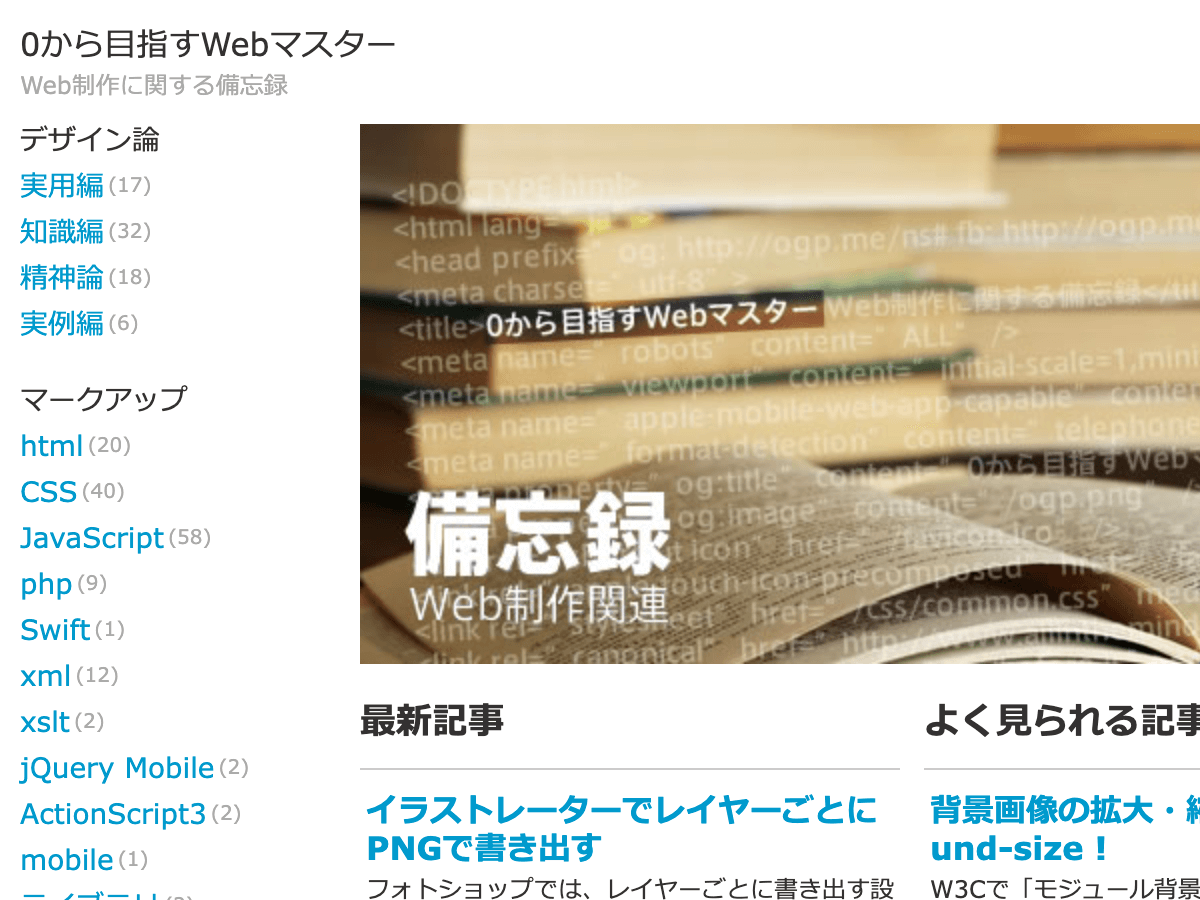 0から目指すWebマスター
Web制作に関する備忘録
デザイン論
実用編 (17)
知識編 (32)
精神論 (18)
実例編 (6)
マークアップ
html (20)
CSS (40)
JavaScript (58)
php (9)
Swift (1)
xml (12)
xslt (2)
jQuery Mobile (2)
ActionScript3 (2)
mobile (1)
<!DOCTYPE html>
<html lang="
<head prefix=" og: http://ogp.me/ns# fb: http://ogp.m
<meta charset=" utf-8"
<title>0から目指すWebマスター Web制作に関する備忘録</ti
<meta name=" robots" content=" ALL" />
<meta name=" viewport" content=" initial-scale=1,mini
<meta name=" apple-mobile-web-app-capable" conte
<meta name=" format-detection" content=" telephone
property=" og:title" content=" 0から目指すWeb
og:image" content=" /ogp.png" /
icon" href=" /favicon.ico" />
touch-icon-precomposed" href="
<link rel=" stylesheet" href=" /css/common.css" me
<link rel=" canonical" href=" http://www.
備忘録
Web制作関連
最新記事
イラストレーターでレイヤーごとに
PNGで書き出す
フォトショップでは、レイヤーごとに書き出す設
よく見られる記事
背景画像の拡大・
und-size！
W3Cで「モジュール背景